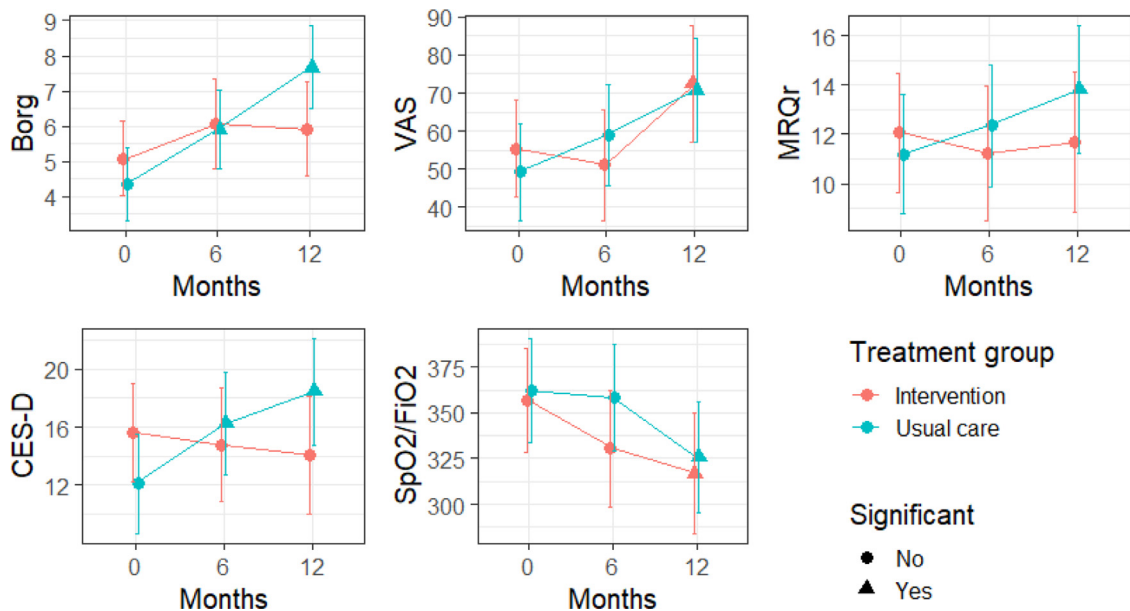 Borg
9
8
7
6
5
4
0 6 12
Months
VAS
90
80
70
60
50
40
0 6 12
Months
MRQr
16
14
12
10
0 6 12
Months
CES-D
20
16
12
0 6 12
Months
SpO2/FiO2
375
350
325
300
0 6 12
Months
Treatment group
Intervention
Usual care
Significant
No
Yes